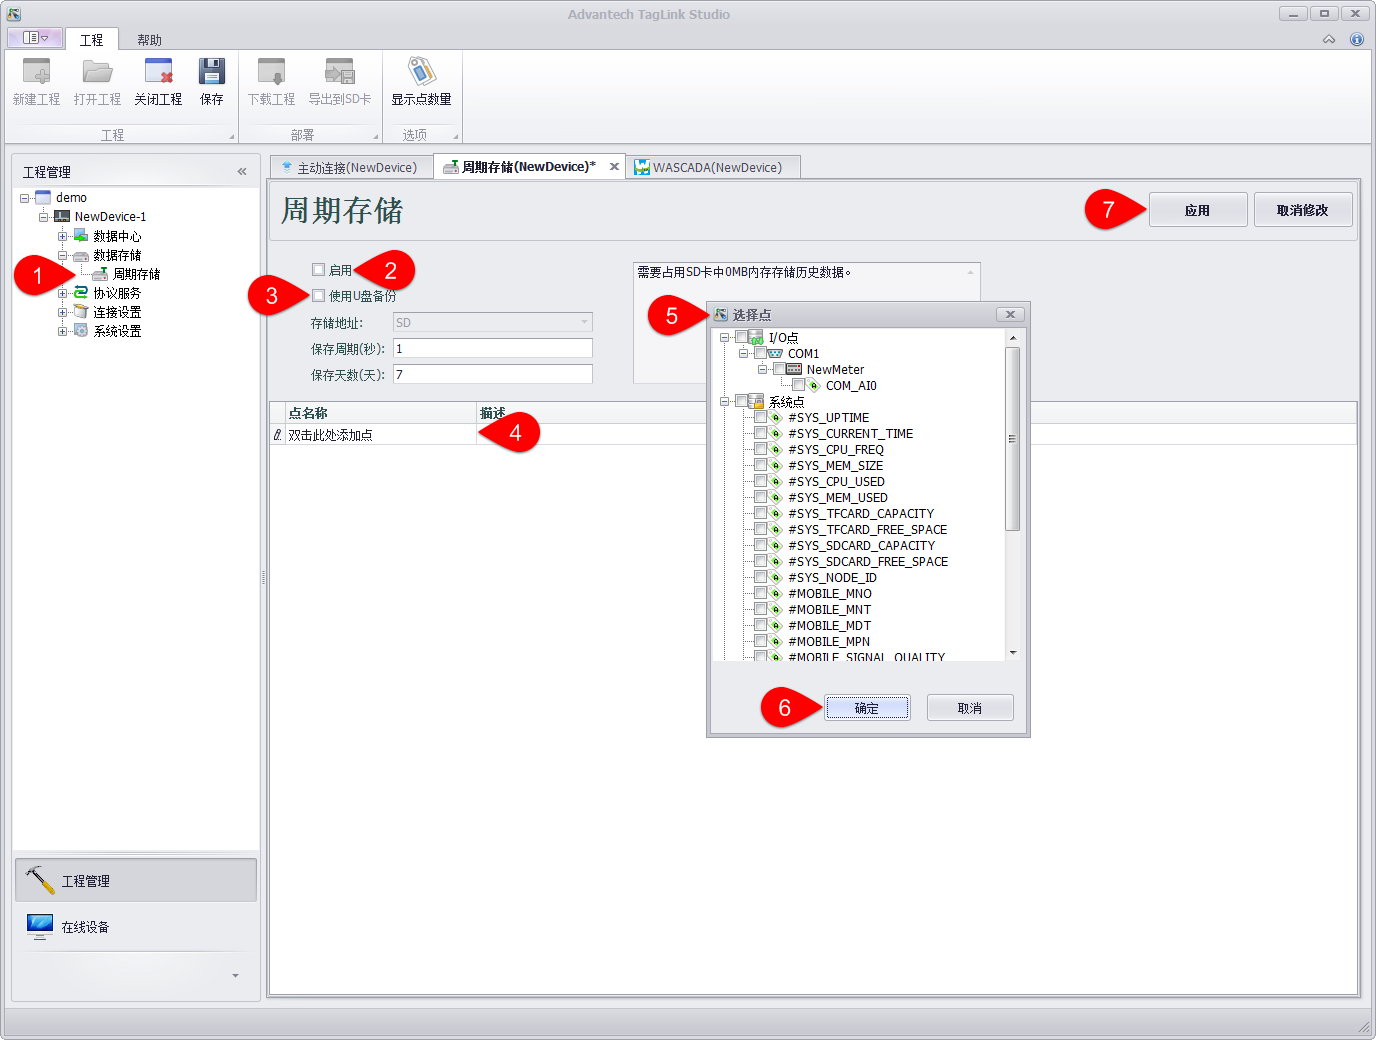 Advantech TagLink Studio
工程
帮助
新建工程
打开工程
关闭工程
保存
下载工程
导出到SD卡
显示点数量
工程
部署
选项
工程管理
demo
NewDevice-1
数据中心
数据存储
周期存储
协议服务
连接设置
系统设置
1
主动连接(NewDevice)
周期存储(NewDevice)*
WASCADA(NewDevice)
周期存储
7
应用
取消修改
启用
2
3
使用U盘备份
存储地址:
SD
保存周期(秒):
1
保存天数(天):
7
需要占用SD卡中0MB内存存储历史数据。
点名称
描述
双击此处添加点
4
5
选择点
I/O点
COM1
NewMeter
COM_AI0
系统点
#SYS_UPTIME
#SYS_CURRENT_TIME
#SYS_CPU_FREQ
#SYS_MEM_SIZE
#SYS_CPU_USED
#SYS_MEM_USED
#SYS_TFCARD_CAPACITY
#SYS_TFCARD_FREE_SPACE
#SYS_SDCARD_CAPACITY
#SYS_SDCARD_FREE_SPACE
#SYS_NODE_ID
#MOBILE_MNO
#MOBILE_MNT
#MOBILE_MDT
#MOBILE_MPN
#MOBILE_SIGNAL_QUALITY
6
确定
取消
工程管理
在线设备